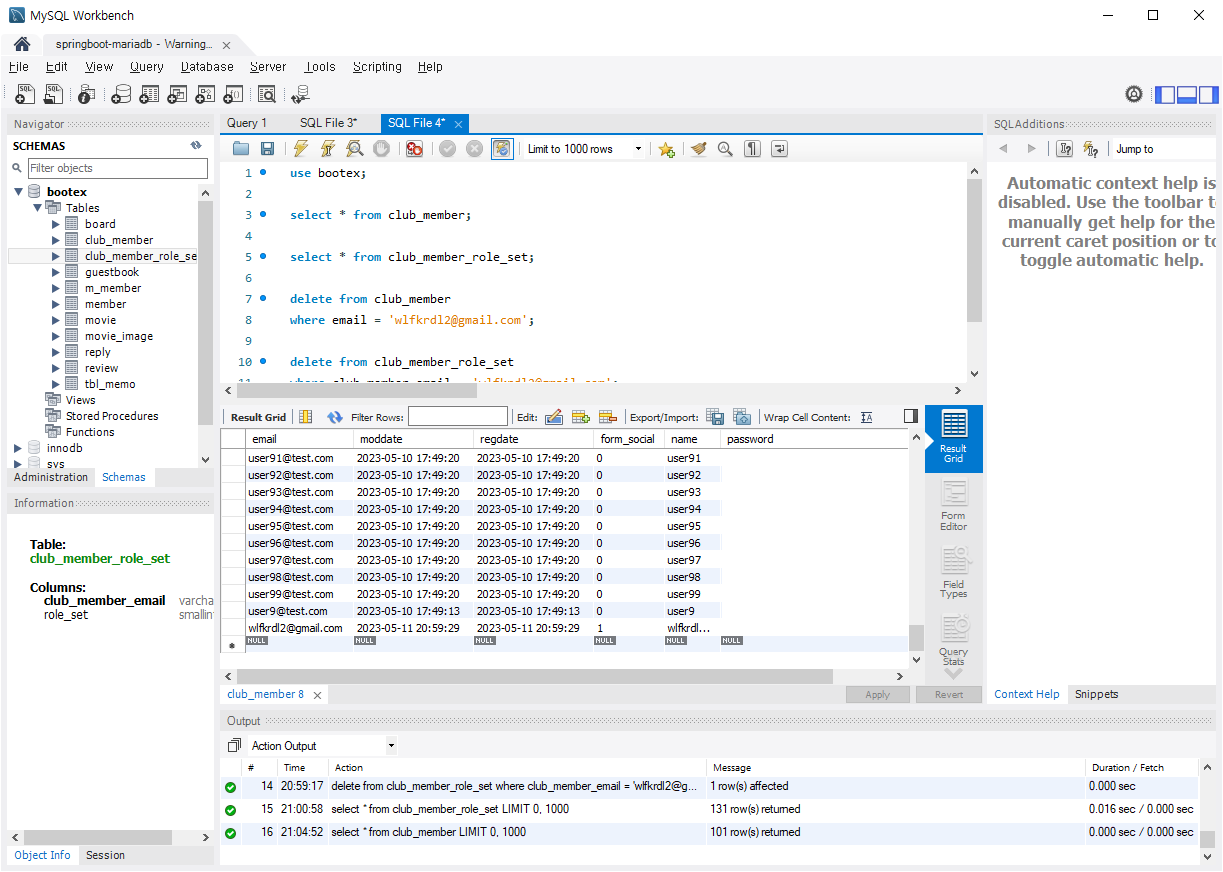 MySQL Workbench
springboot-mariadb - Warning...
File Edit View Query Database Server Tools Scripting Help
Navigator
SCHEMAS
Filter objects
bootex
Tables
board
club_member
club_member_role_se
guestbook
m_member
member
movie
movie_image
reply
review
tbl_memo
Views
Stored Procedures
Functions
innodb
sys
Administration Schemas
Information
Table:
club_member_role_set
Columns:
club_member_email varcha
role_set smallin
Object Info Session
Query 1 SQL File 3* SQL File 4*
Limit to 1000 rows
1 use bootex;
2
3 select * from club_member;
4
5 select * from club_member_role_set;
6
7 delete from club_member
8 where email = 'wlfkrdl2@gmail.com';
9
10 delete from club_member_role_set
11 where club_member_email = 'wlfkrdl2@gmail.com';
Result Grid Filter Rows: Edit: Export/Import: Wrap Cell Content:
email moddate regdate form_social name password
user91@test.com 2023-05-10 17:49:20 2023-05-10 17:49:20 0 user91
user92@test.com 2023-05-10 17:49:20 2023-05-10 17:49:20 0 user92
user93@test.com 2023-05-10 17:49:20 2023-05-10 17:49:20 0 user93
user94@test.com 2023-05-10 17:49:20 2023-05-10 17:49:20 0 user94
user95@test.com 2023-05-10 17:49:20 2023-05-10 17:49:20 0 user95
user96@test.com 2023-05-10 17:49:20 2023-05-10 17:49:20 0 user96
user97@test.com 2023-05-10 17:49:20 2023-05-10 17:49:20 0 user97
user98@test.com 2023-05-10 17:49:20 2023-05-10 17:49:20 0 user98
user99@test.com 2023-05-10 17:49:20 2023-05-10 17:49:20 0 user99
user9@test.com 2023-05-10 17:49:13 2023-05-10 17:49:13 0 user9
wlfkrdl2@gmail.com 2023-05-11 20:59:29 2023-05-11 20:59:29 1 wlfkrdl...
NULL NULL NULL NULL NULL NULL
Result Grid
Form Editor
Field Types
Query Stats
club_member 8
Apply Revert
SQLAdditions
Jump to
Automatic context help is
disabled. Use the toolbar to
manually get help for the
current caret position or to
toggle automatic help.
Context Help Snippets
Output
Action Output
# Time Action Message Duration / Fetch
14 20:59:17 delete from club_member_role_set where club_member_email = 'wlfkrdl2@g... 1 row(s) affected 0.000 sec
15 21:00:58 select * from club_member_role_set LIMIT 0, 1000 131 row(s) returned 0.016 sec / 0.000 sec
16 21:04:52 select * from club_member LIMIT 0, 1000 101 row(s) returned 0.000 sec / 0.000 sec